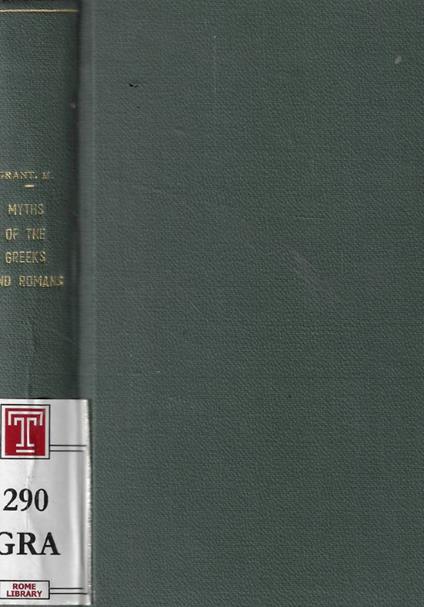 GRANT. M.
MYTHS
OF THE
GREEKS
ND ROMANS
T
290
GRA
ROME
LIBRARY